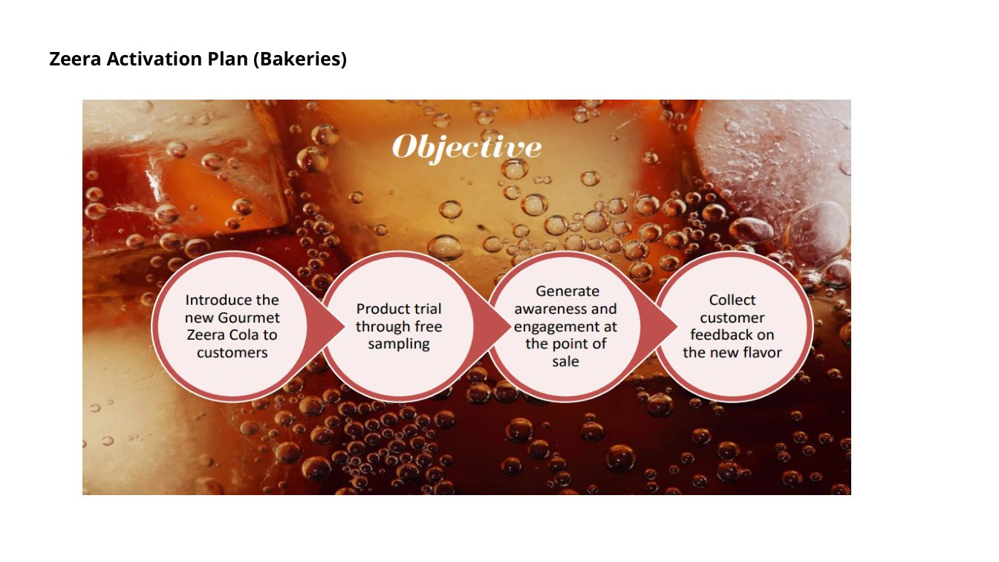 Zeera Activation Plan (Bakeries)
Objective
Introduce the
new Gourmet
Zeera Cola to
customers
Product trial
through free
sampling
Generate
awareness and
engagement at
the point of
sale
Collect
customer
feedback on
the new flavor